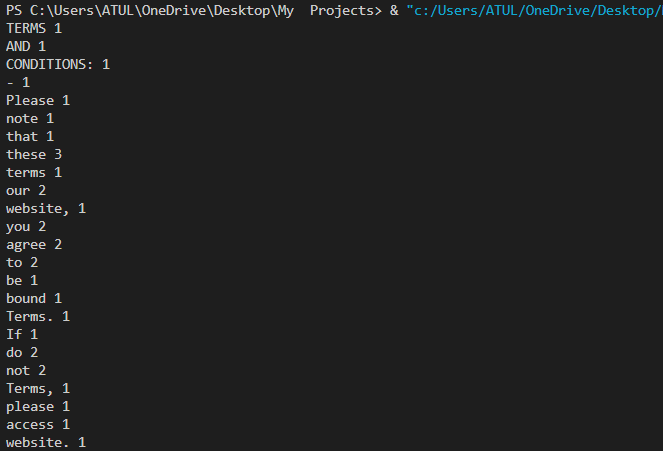 PS C:\Users\ATUL\OneDrive\Desktop\My  Projects> & "c:/Users/ATUL/OneDrive/Desktop/
TERMS 1
AND 1
CONDITIONS: 1
- 1
Please 1
note 1
that 1
these 3
terms 1
our 2
website, 1
you 2
agree 2
to 2
be 1
bound 1
Terms. 1
If 1
do 2
not 2
Terms, 1
please 1
access 1
website. 1